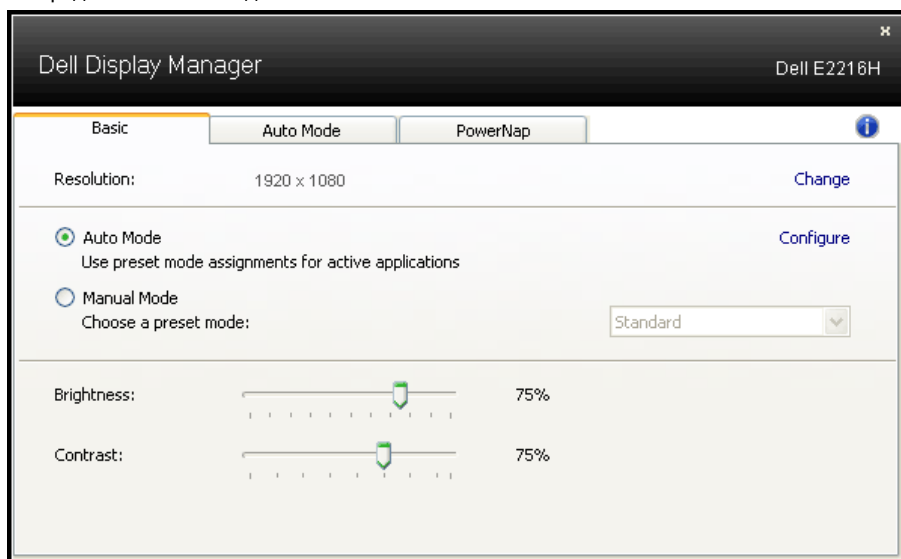 Dell Display Manager
Dell E2216H
Basic
Auto Mode
PowerNap
Resolution:
1920 x 1080
Change
Auto Mode
Configure
Use preset mode assignments for active applications
Manual Mode
Choose a preset mode:
Standard
Brightness:
75%
Contrast:
75%